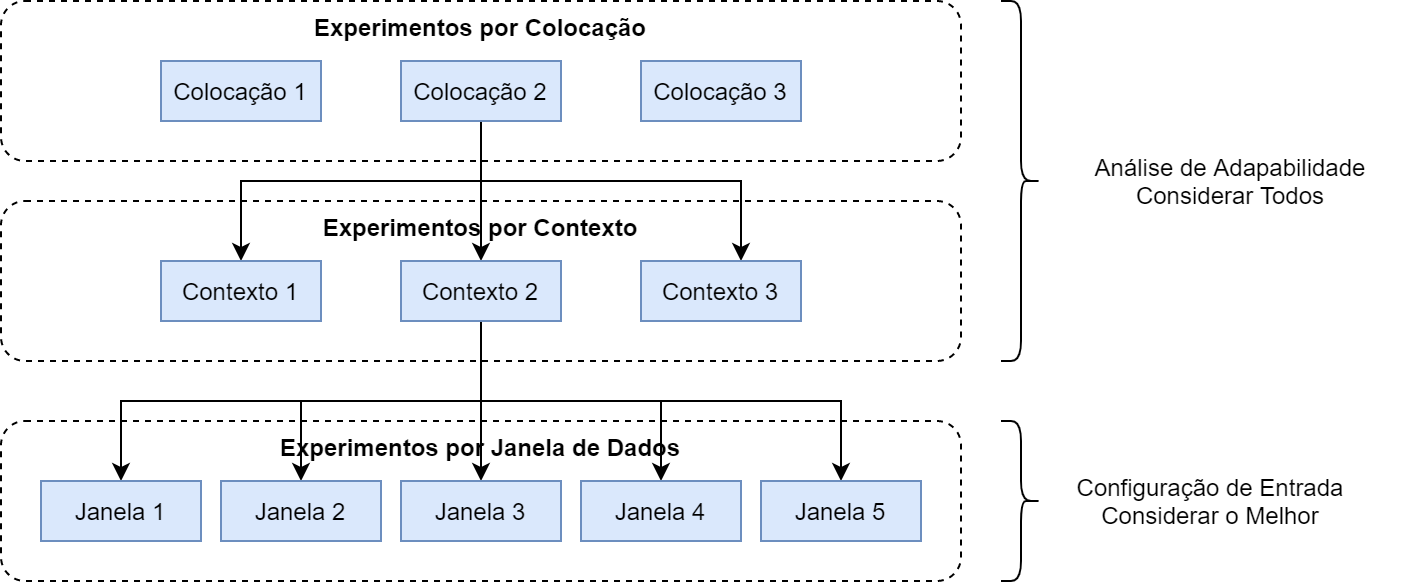 Experimentos por Colocação
Colocação 1
Colocação 2
Colocação 3
Análise de Adapabilidade
Considerar Todos
Experimentos por Contexto
Contexto 1
Contexto 2
Contexto 3
Experimentos por Janela de Dados
Janela 1
Janela 2
Janela 3
Janela 4
Janela 5
Configuração de Entrada
Considerar o Melhor